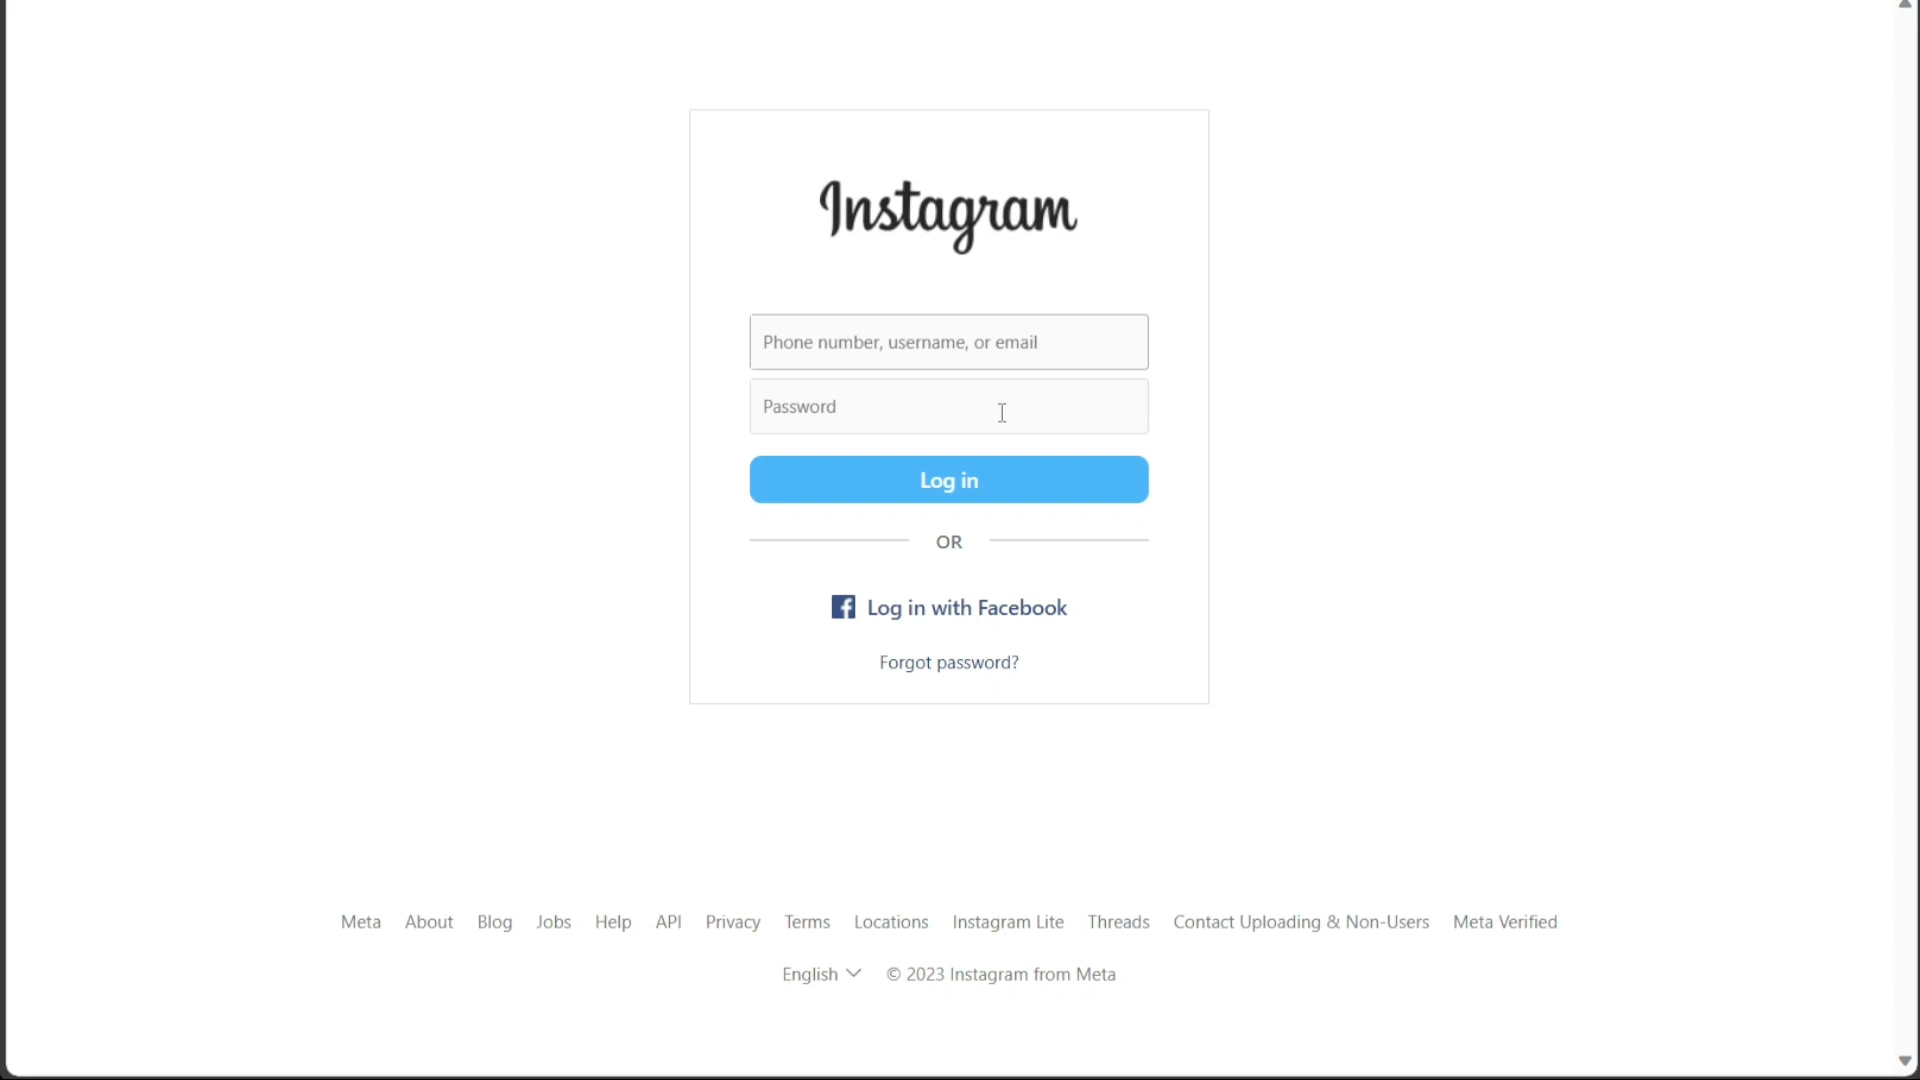 Instagram
Phone number, username, or email
Password
Log in
OR
Log in with Facebook
Forgot password?
Meta About Blog Jobs Help API Privacy Terms Locations Instagram Lite Threads Contact Uploading & Non-Users Meta Verified
English © 2023 Instagram from Meta